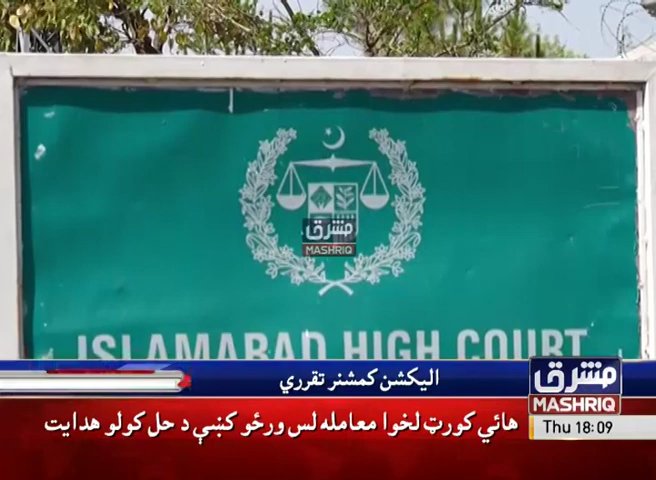 مشرق
MASHRIQ
ISLAMABAD HIGH COURT
اليکشن کمشنر تقرري
مشرق
MASHRIQ
هائي کورټ لخوا معامله لس ورځو کښې د حل کولو هدايت
Thu 18:09